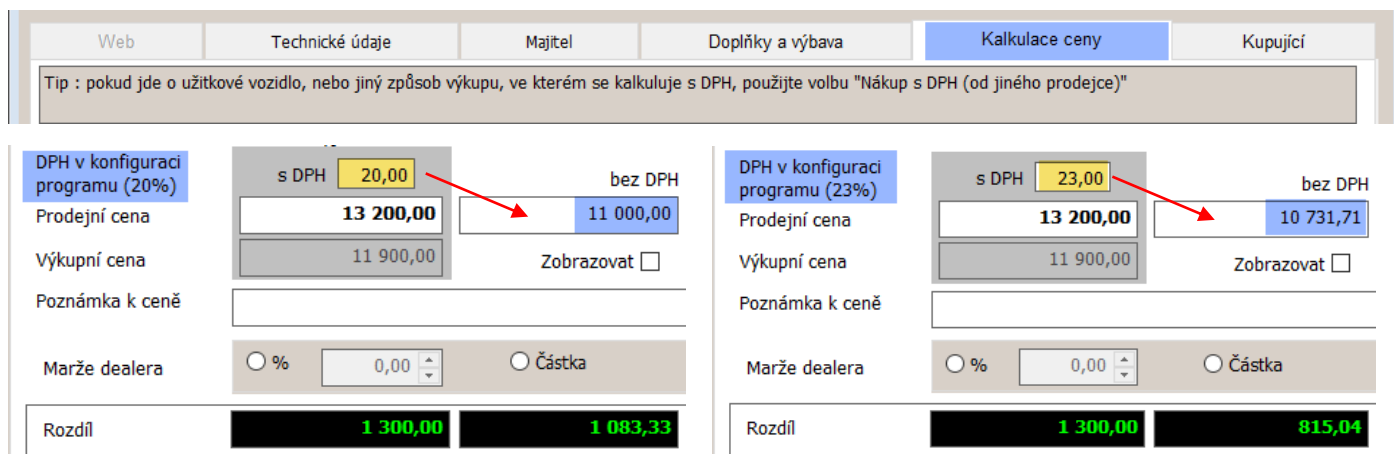 Web Technické údaje Majitel Doplňky a výbava Kalkulace ceny Kupující
Tip : pokud jde o užitkové vozidlo, nebo jiný způsob výkupu, ve kterém se kalkuluje s DPH, použijte volbu "Nákup s DPH (od jiného prodejce)"
DPH v konfiguraci
programu (20%)
s DPH 20,00
bez DPH
Prodejní cena 13 200,00 11 000,00
Výkupní cena 11 900,00 Zobrazovat
Poznámka k ceně
Marže dealera % 0,00 Částka
Rozdíl 1 300,00 1 083,33
DPH v konfiguraci
programu (23%)
s DPH 23,00
bez DPH
Prodejní cena 13 200,00 10 731,71
Výkupní cena 11 900,00 Zobrazovat
Poznámka k ceně
Marže dealera % 0,00 Částka
Rozdíl 1 300,00 815,04